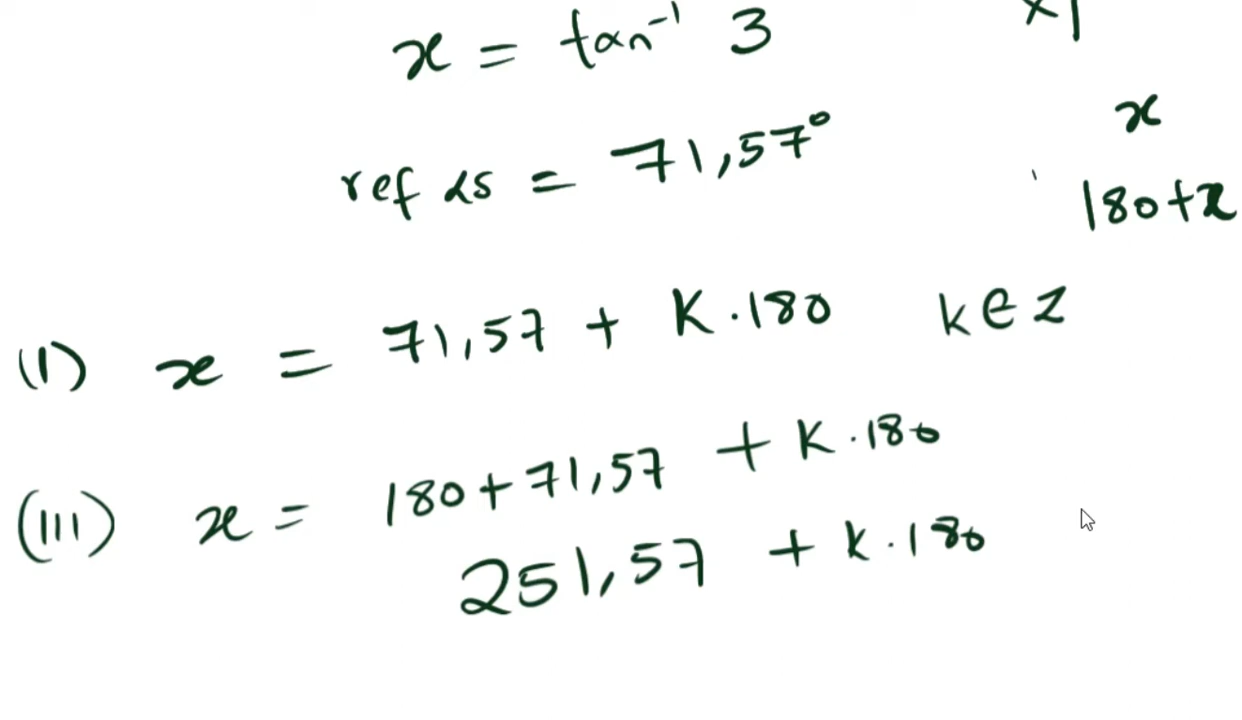 x = tan⁻¹ 3
x
ref ∠s = 71,57°
180+x
(I) x = 71,57 + K.180 k∈Z
(III) x = 180+71,57 + K.180
251,57 + k.180